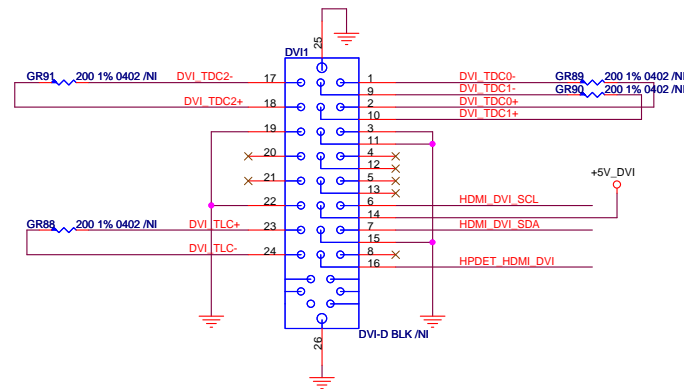 25
DVI1
GR91 200 1% 0402 /NI DVI_TDC2- 17 1 DVI_TDC0- GR89 200 1% 0402 /NI
9 DVI_TDC1- GR90 200 1% 0402 /NI
DVI_TDC2+ 18 2 DVI_TDC0+
10 DVI_TDC1+
19 3
11
20 4
12
21 5
13
+5V_DVI
22 6 HDMI_DVI_SCL
14
GR88 200 1% 0402 /NI DVI_TLC+ 23 7 HDMI_DVI_SDA
15
DVI_TLC- 24 8
16 HPDET_HDMI_DVI
DVI-D BLK /NI
26